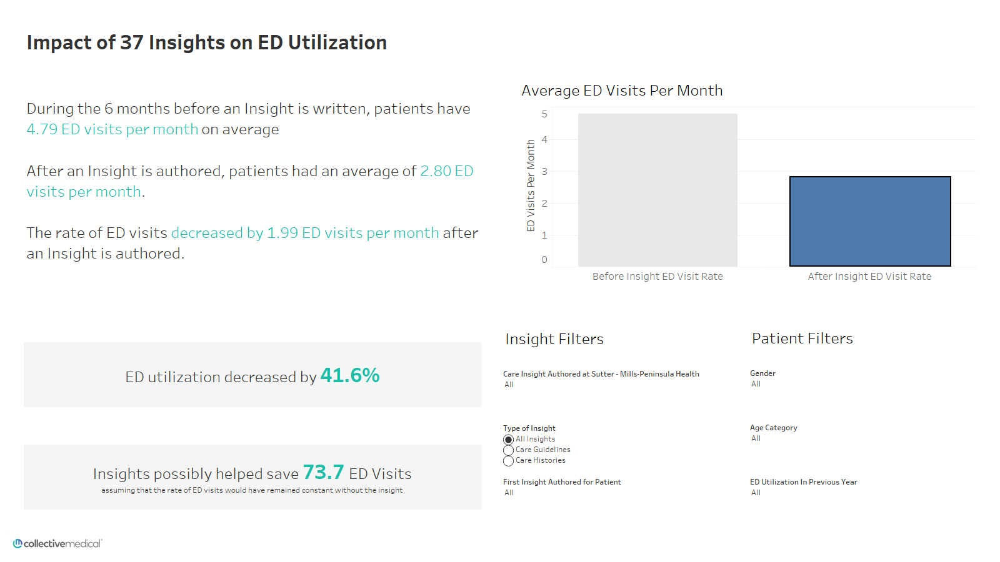 Impact of 37 Insights on ED Utilization
During the 6 months before an Insight is written, patients have
4.79 ED visits per month on average
After an Insight is authored, patients had an average of 2.80 ED
visits per month.
The rate of ED visits decreased by 1.99 ED visits per month after
an Insight is authored.
Average ED Visits Per Month
ED Visits Per Month
5
4
3
2
1
0
Before Insight ED Visit Rate
After Insight ED Visit Rate
ED utilization decreased by 41.6%
Insights possibly helped save 73.7 ED Visits
assuming that the rate of ED visits would have remained constant without the insight
Insight Filters
Care Insight Authored at Sutter - Mills-Peninsula Health
All
Type of Insight
All Insights
Care Guidelines
Care Histories
First Insight Authored for Patient
All
Patient Filters
Gender
All
Age Category
All
ED Utilization In Previous Year
All
collectivemedical